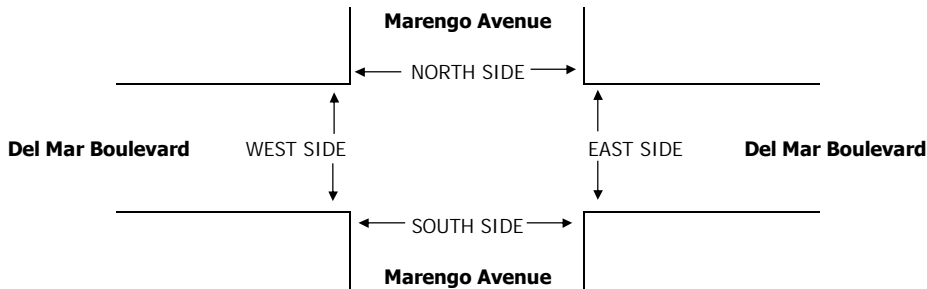 Marengo Avenue
NORTH SIDE
Del Mar Boulevard WEST SIDE EAST SIDE Del Mar Boulevard
SOUTH SIDE
Marengo Avenue